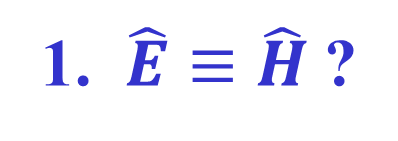 1. Ê ≡ Ĥ ?